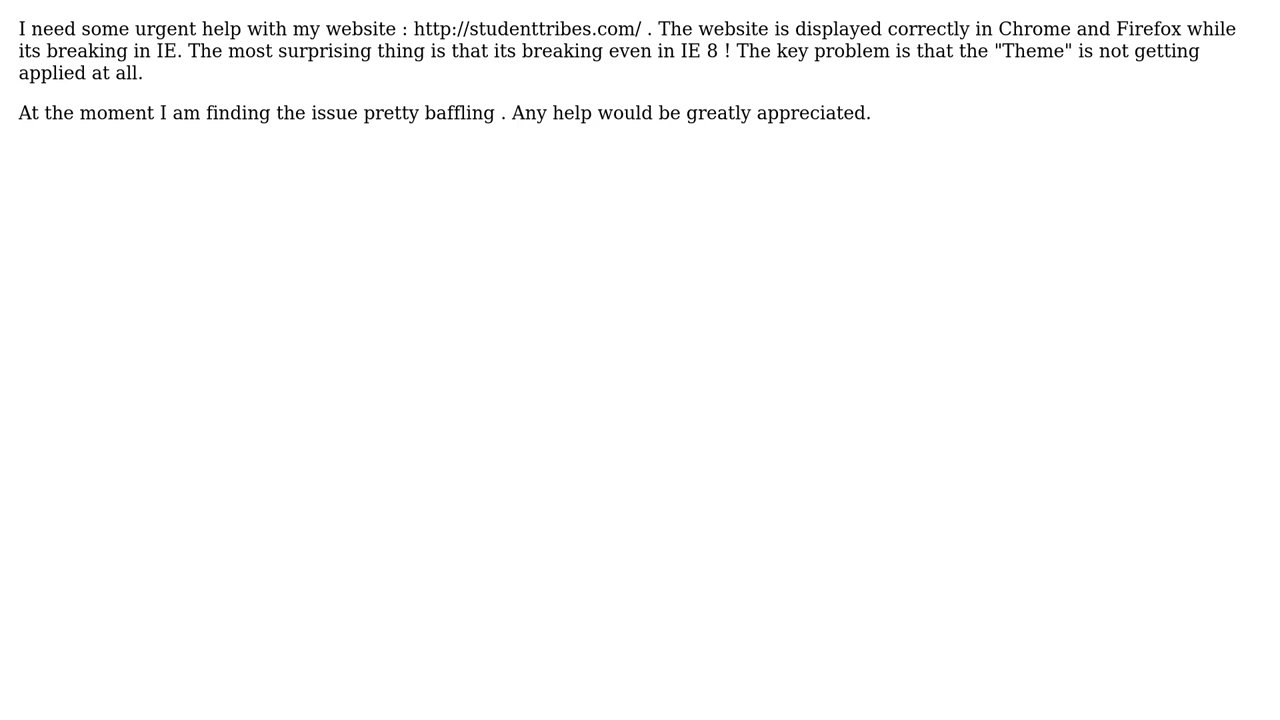 I need some urgent help with my website : http://studenttribes.com/ . The website is displayed correctly in Chrome and Firefox while
its breaking in IE. The most surprising thing is that its breaking even in IE 8 ! The key problem is that the "Theme" is not getting
applied at all.
At the moment I am finding the issue pretty baffling . Any help would be greatly appreciated.